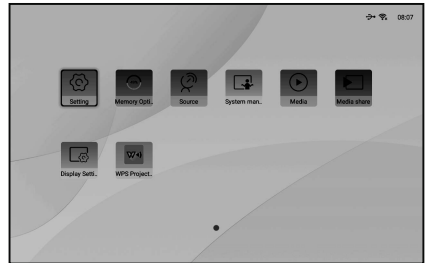 08:07
Setting
Memory Opti..
Source
System man..
Media
Media share
Display Setti..
WPS Project..